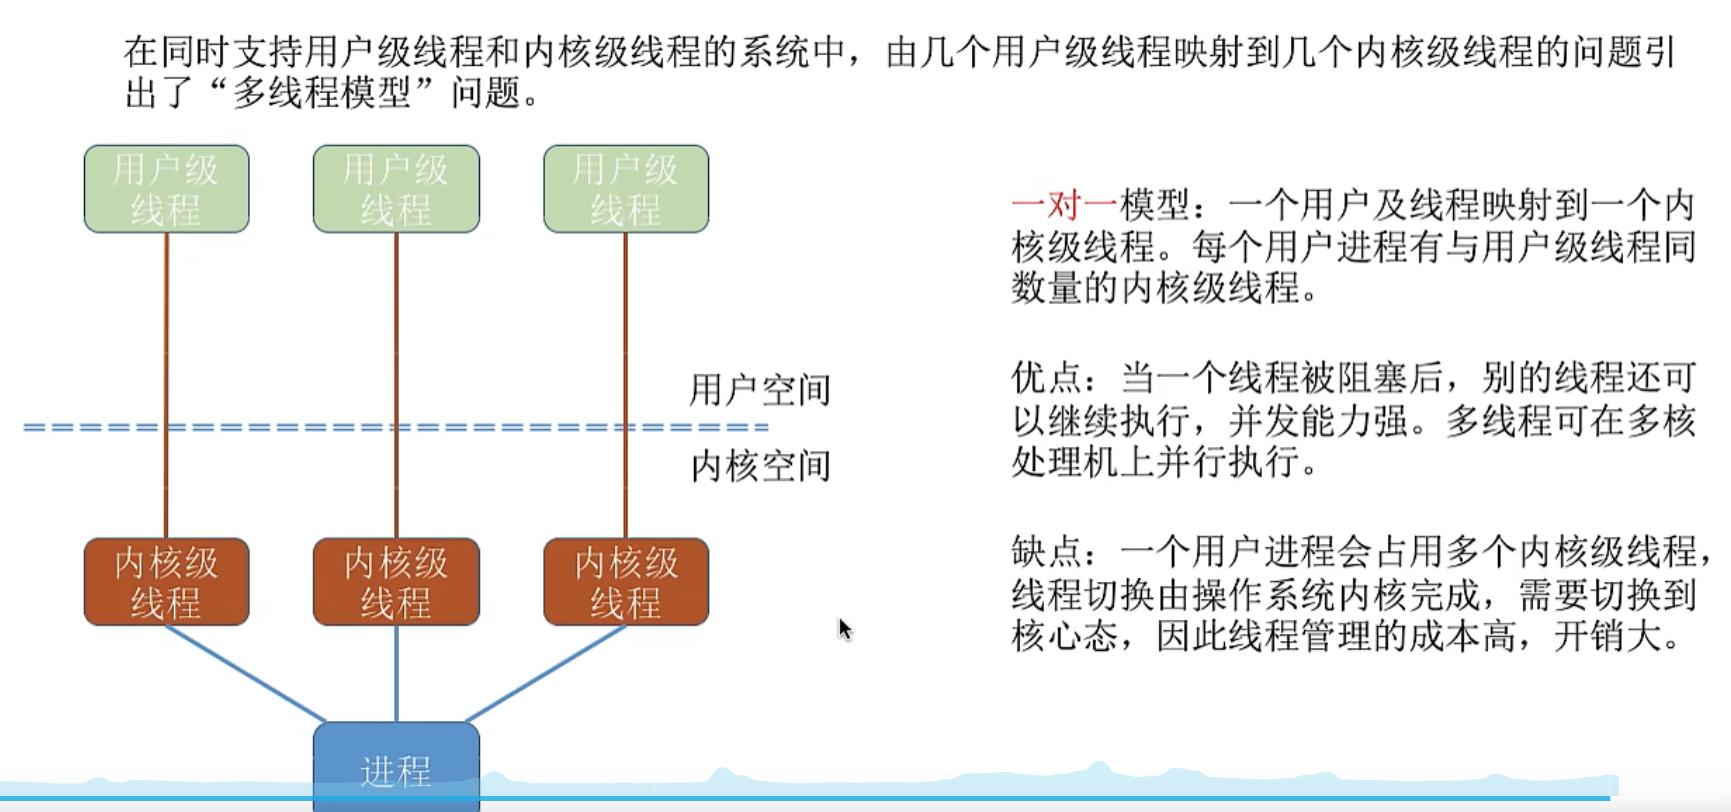 在同时支持用户级线程和内核级线程的系统中，由几个用户级线程映射到几个内核级线程的问题引
出了“多线程模型”问题。
用户级
线程
用户级
线程
用户级
线程
用户空间
内核空间
内核级
线程
内核级
线程
内核级
线程
进程
一对一模型：一个用户及线程映射到一个内
核级线程。每个用户进程有与用户级线程同
数量的内核级线程。
优点：当一个线程被阻塞后，别的线程还可
以继续执行，并发能力强。多线程可在多核
处理机上并行执行。
缺点：一个用户进程会占用多个内核级线程，
线程切换由操作系统内核完成，需要切换到
核心态，因此线程管理的成本高，开销大。